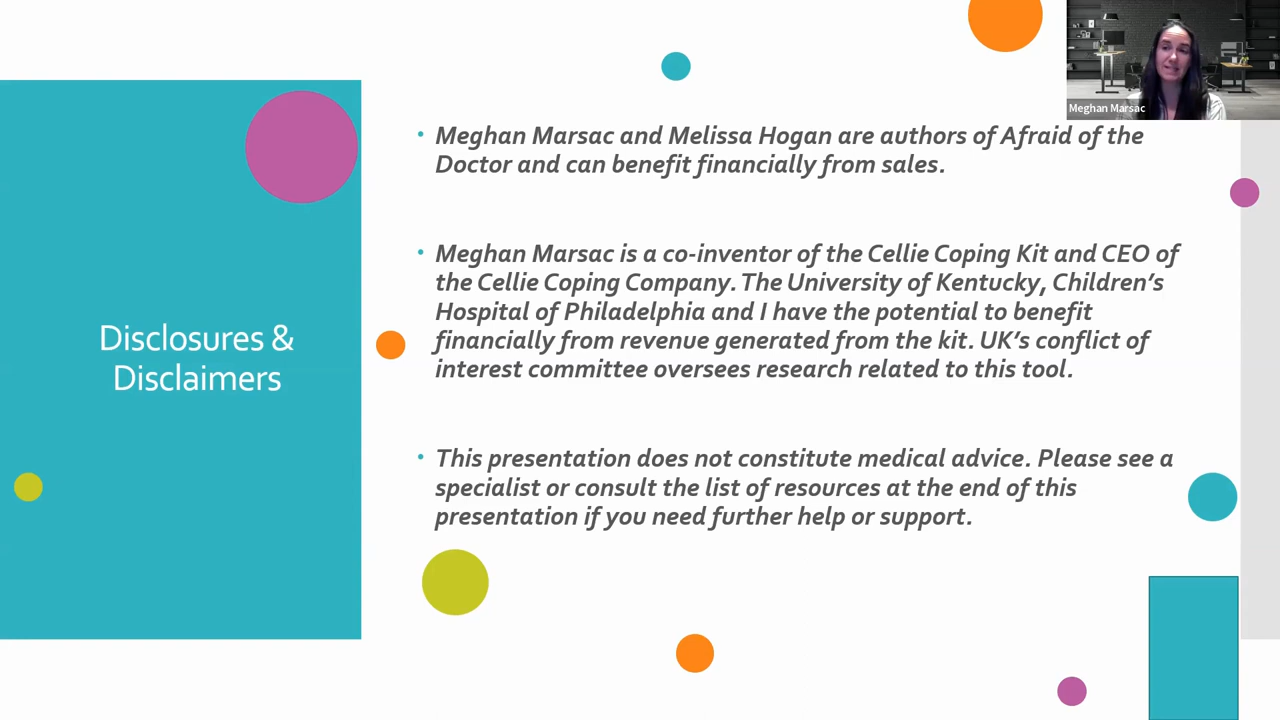 Meghan Marsac
Disclosures &
Disclaimers
• Meghan Marsac and Melissa Hogan are authors of Afraid of the
Doctor and can benefit financially from sales.
• Meghan Marsac is a co-inventor of the Cellie Coping Kit and CEO of
the Cellie Coping Company. The University of Kentucky, Children’s
Hospital of Philadelphia and I have the potential to benefit
financially from revenue generated from the kit. UK’s conflict of
interest committee oversees research related to this tool.
• This presentation does not constitute medical advice. Please see a
specialist or consult the list of resources at the end of this
presentation if you need further help or support.